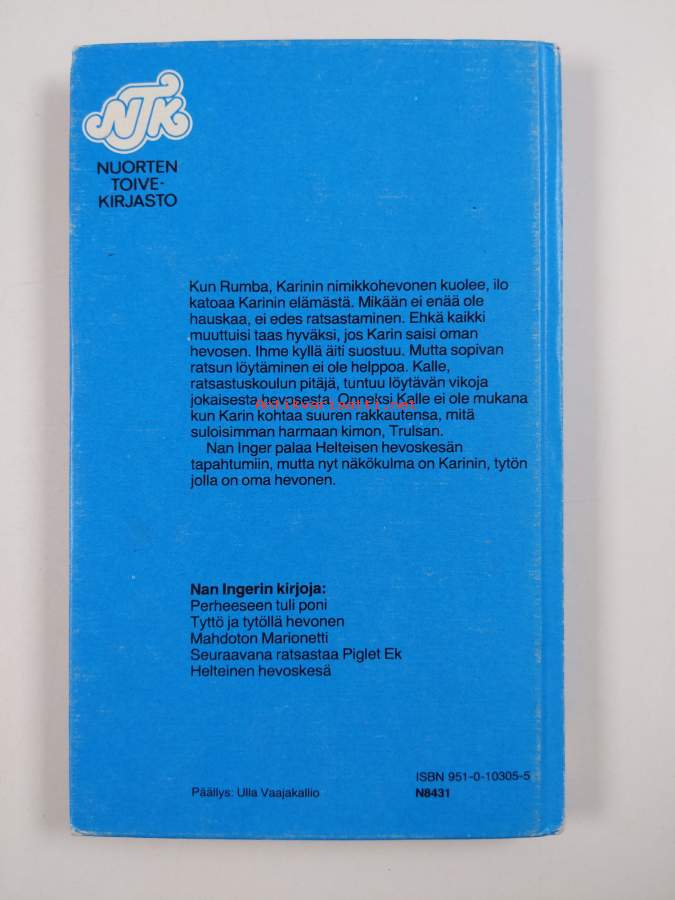 NTK
NUORTEN
TOIVE-
KIRJASTO
Kun Rumba, Karinin nimikkohevonen kuolee, ilo
katoaa Karinin elämästä. Mikään ei enää ole
hauskaa, ei edes ratsastaminen. Ehkä kaikki
muuttuisi taas hyväksi, jos Karin saisi oman
hevosen. Ihme kyllä äiti suostuu. Mutta sopivan
ratsun löytäminen ei ole helppoa. Kalle,
ratsastuskoulun pitäjä, tuntuu löytävän vikoja
jokaisesta hevosesta. Onneksi Kalle ei ole mukana
kun Karin kohtaa suuren rakkautensa, mitä
suloisimman harmaan kimon, Trulsan.
Nan Inger palaa Helteisen hevoskesän
tapahtumiin, mutta nyt näkökulma on Karinin, tytön
jolla on oma hevonen.
Nan Ingerin kirjoja:
Perheeseen tuli poni
Tyttö ja tytöllä hevonen
Mahdoton Marionetti
Seuraavana ratsastaa Piglet Ek
Helteinen hevoskesä
ISBN 951-0-10305-5
Päällys: Ulla Vaajakallio
N8431